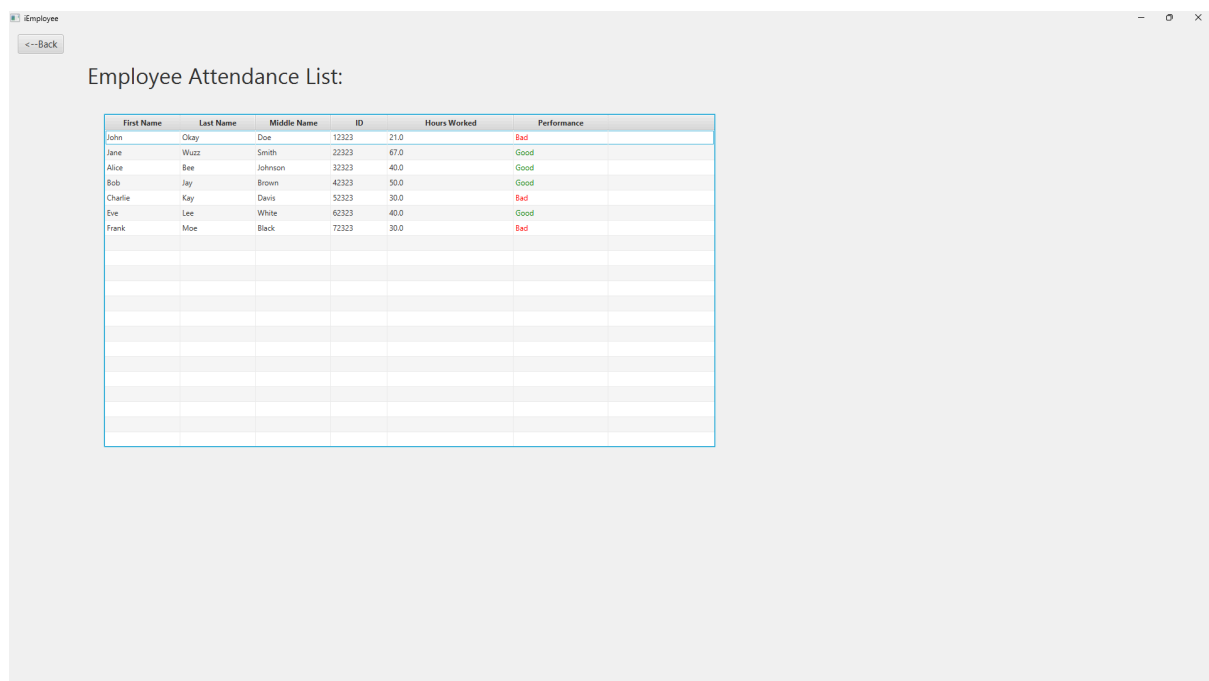 iEmployee
<--Back
Employee Attendance List:
First Name Last Name Middle Name ID Hours Worked Performance
John Okay Doe 12323 21.0 Bad
Jane Wuzz Smith 22323 67.0 Good
Alice Bee Johnson 32323 40.0 Good
Bob Jay Brown 42323 50.0 Good
Charlie Kay Davis 52323 30.0 Bad
Eve Lee White 62323 40.0 Good
Frank Moe Black 72323 30.0 Bad